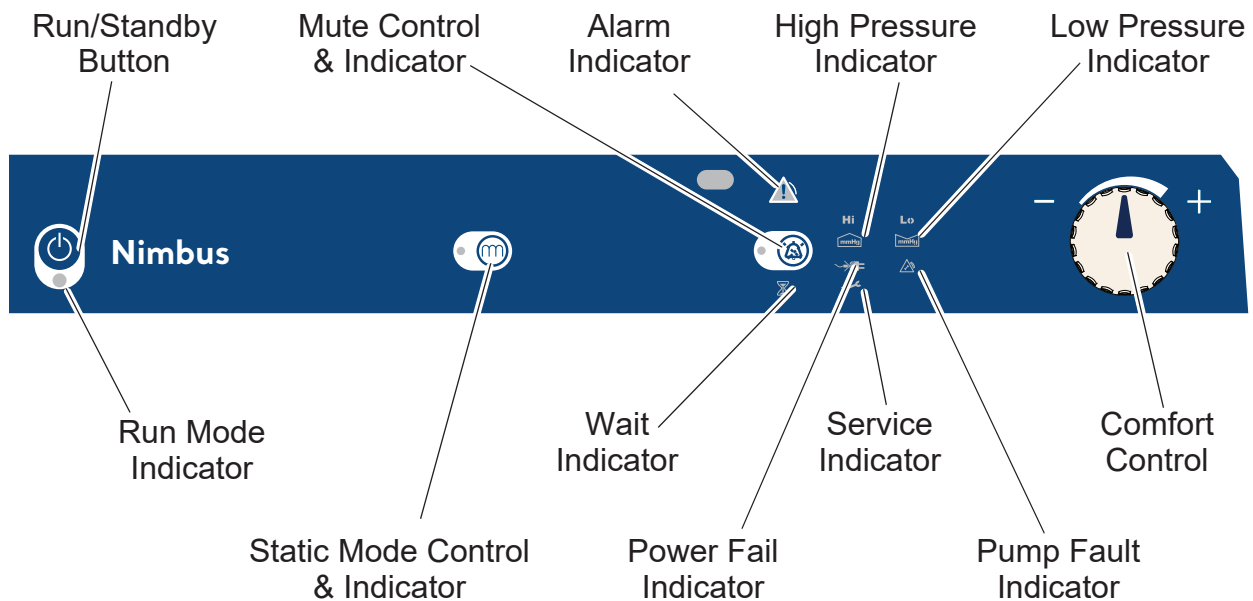 Run/Standby
Button
Mute Control
& Indicator
Alarm
Indicator
High Pressure
Indicator
Low Pressure
Indicator
Nimbus
Hi
Lo
mmHg
mmHg
− +
Run Mode
Indicator
Wait
Indicator
Service
Indicator
Comfort
Control
Static Mode Control
& Indicator
Power Fail
Indicator
Pump Fault
Indicator